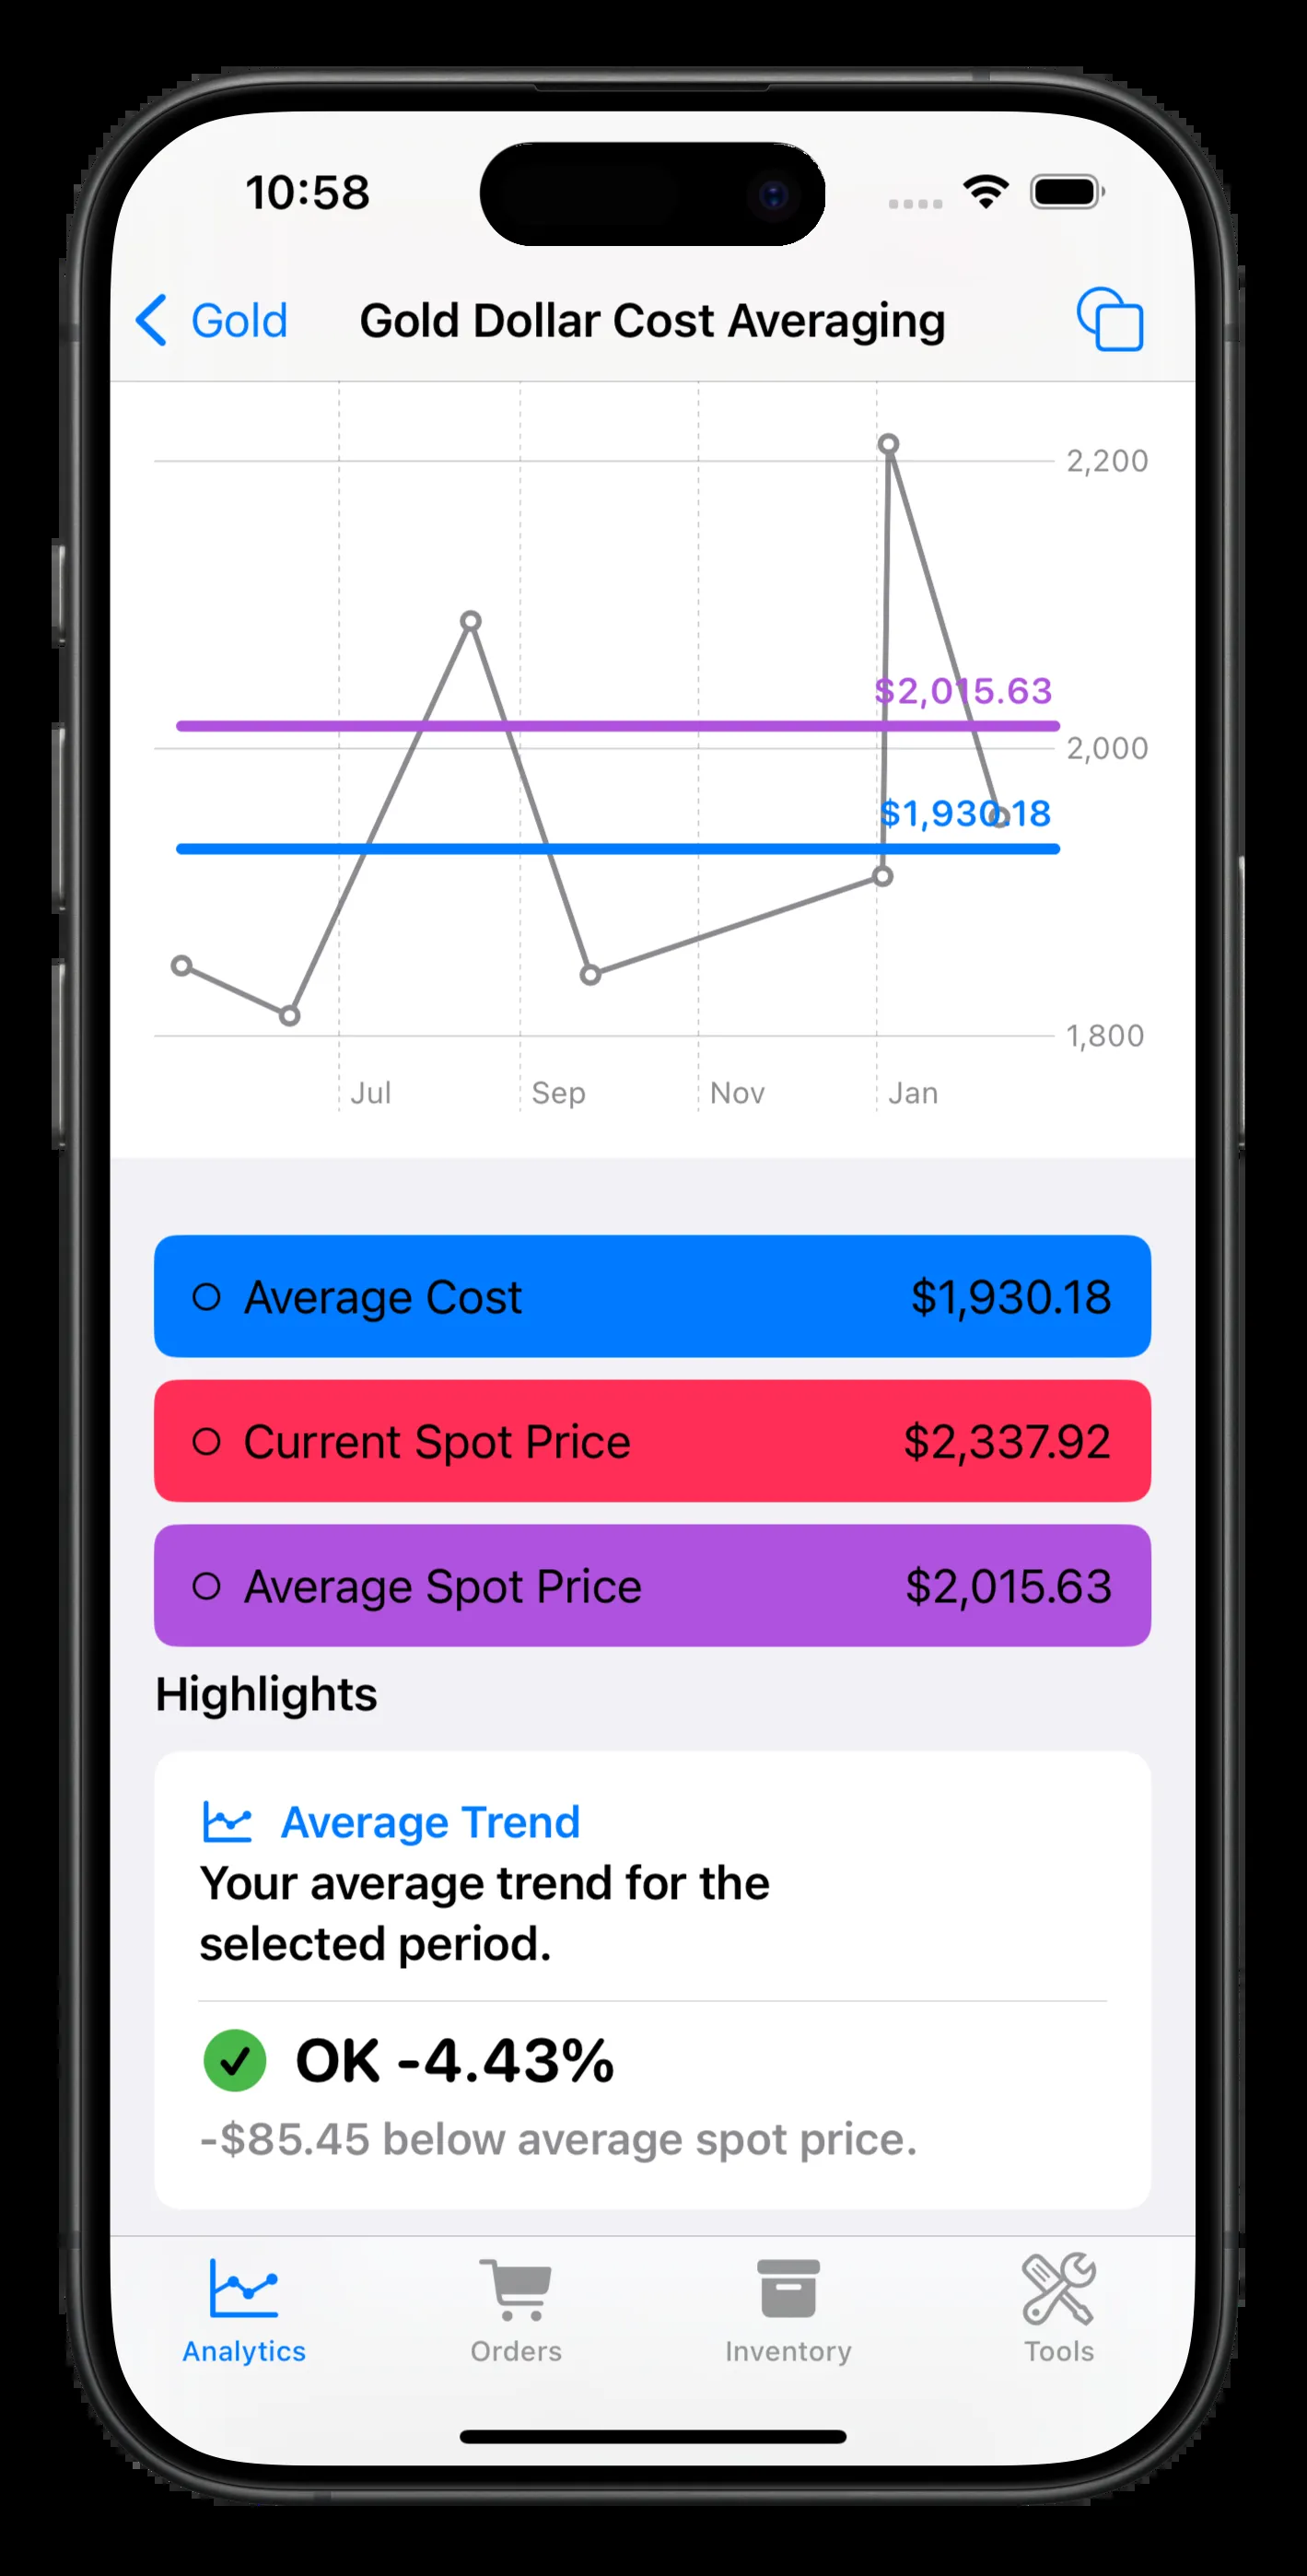 10:58
Gold
Gold Dollar Cost Averaging
2,200
$2,015.63
2,000
$1,930.18
1,800
Jul
Sep
Nov
Jan
Average Cost
$1,930.18
Current Spot Price
$2,337.92
Average Spot Price
$2,015.63
Highlights
Average Trend
Your average trend for the
selected period.
OK -4.43%
-$85.45 below average spot price.
Analytics
Orders
Inventory
Tools